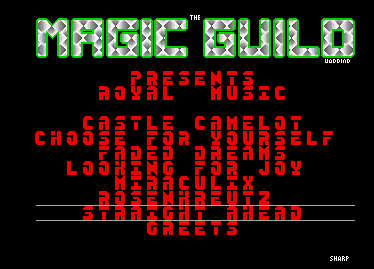 THE
MAGIC GUILD
WARRIOR
PRESENTS
ROYAL MUSIC
CASTLE CAMELOT
CHOOSE FOR YOURSELF
FADED DREAMS
LOOKING FOR JOY
MIRACULIX
ROSENKREUTZ
STRAIGHT AHEAD
GREETS
SHARP